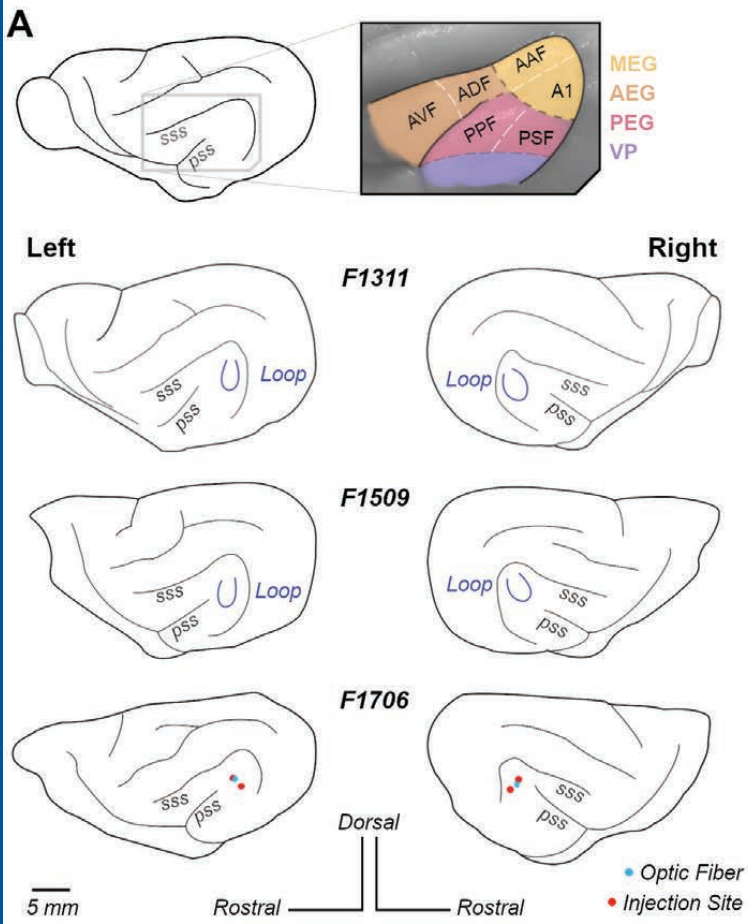 A
sss
pss
AVF
ADF
AAF
A1
PPF
PSF
MEG
AEG
PEG
VP
Left
Right
F1311
sss
pss
Loop
Loop
sss
pss
F1509
sss
pss
Loop
Loop
sss
pss
F1706
sss
pss
sss
pss
Dorsal
5 mm
Rostral
Rostral
Optic Fiber
Injection Site